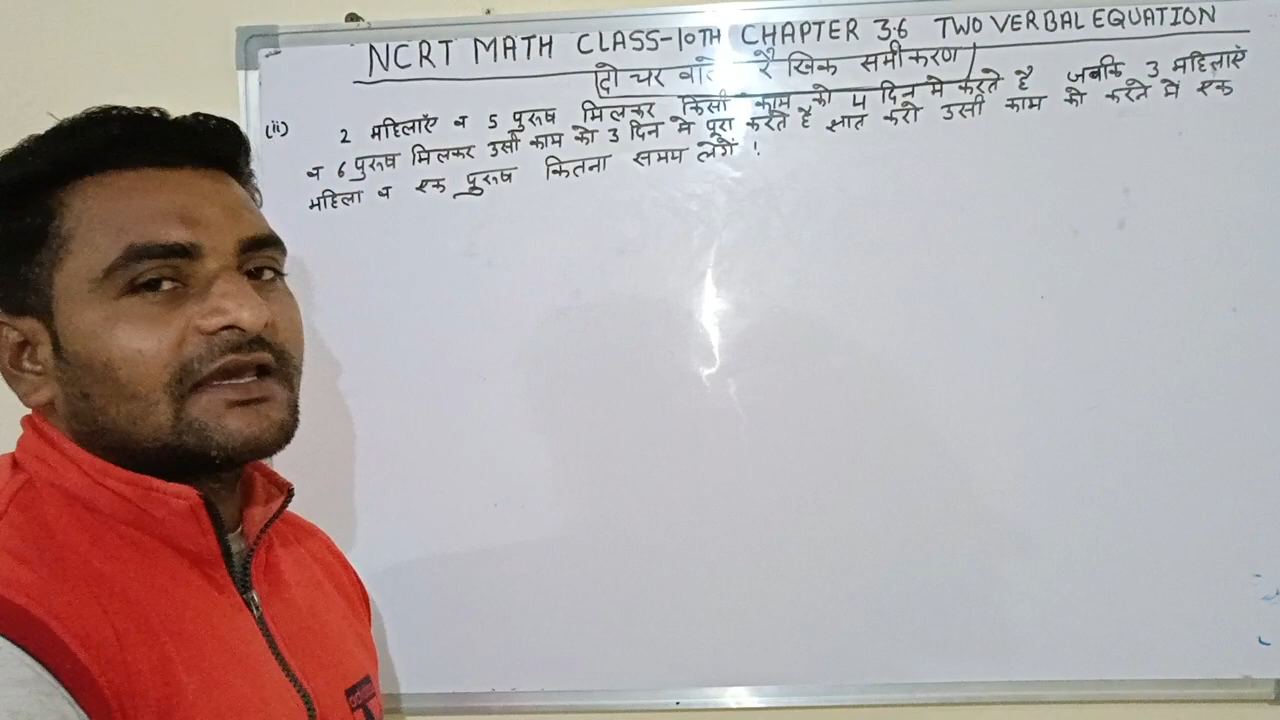 NCRT MATH CLASS-10TH CHAPTER 3.6 TWO VERBAL EQUATION
दो चर वाले रैखिक समीकरण
(ii) 2 महिलाएँ व 5 पुरूष मिलकर किसी काम को 4 दिन मे करते है जबकि 3 महिलाएँ
व 6 पुरूष मिलकर उसी काम को 3 दिन मे पूरा करते है ज्ञात करो उसी काम को करते में एक
महिला व एक पुरूष कितना समय लेगें !